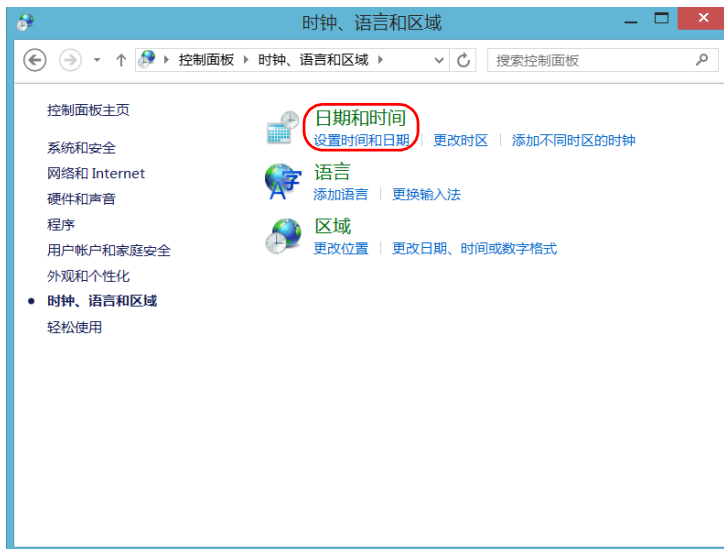 时钟、语言和区域
控制面板 时钟、语言和区域 搜索控制面板
控制面板主页
系统和安全
网络和 Internet
硬件和声音
程序
用户帐户和家庭安全
外观和个性化
时钟、语言和区域
轻松使用
日期和时间
设置时间和日期 更改时区 添加不同时区的时钟
语言
添加语言 更换输入法
区域
更改位置 更改日期、时间或数字格式